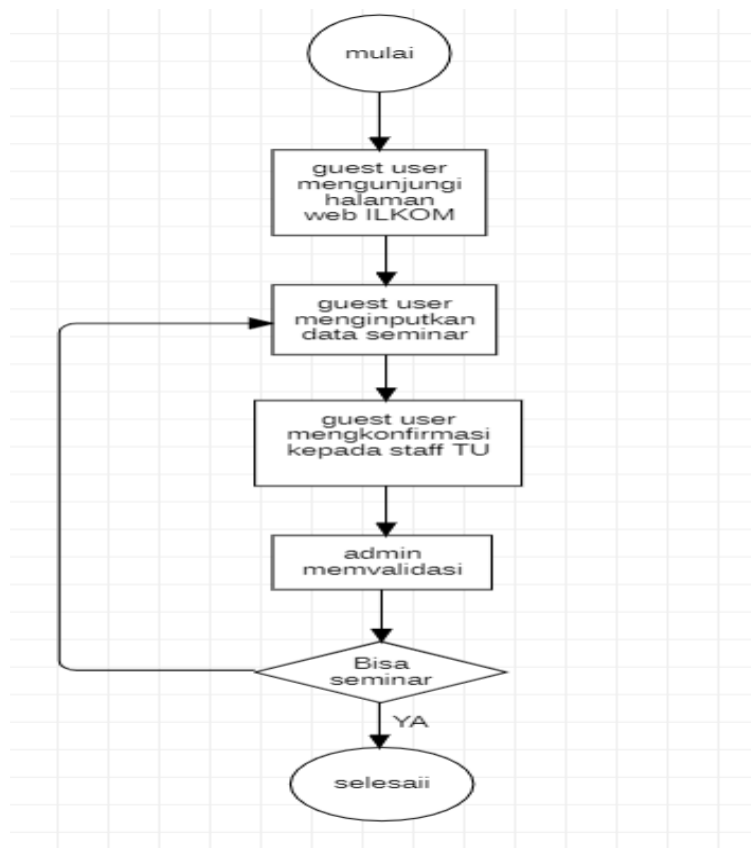 mulai
guest user
mengunjungi
halaman
web ILKOM
guest user
menginputkan
data seminar
guest user
mengkonfirmasi
kepada staff TU
admin
memvalidasi
Bisa
seminar
YA
selesaii